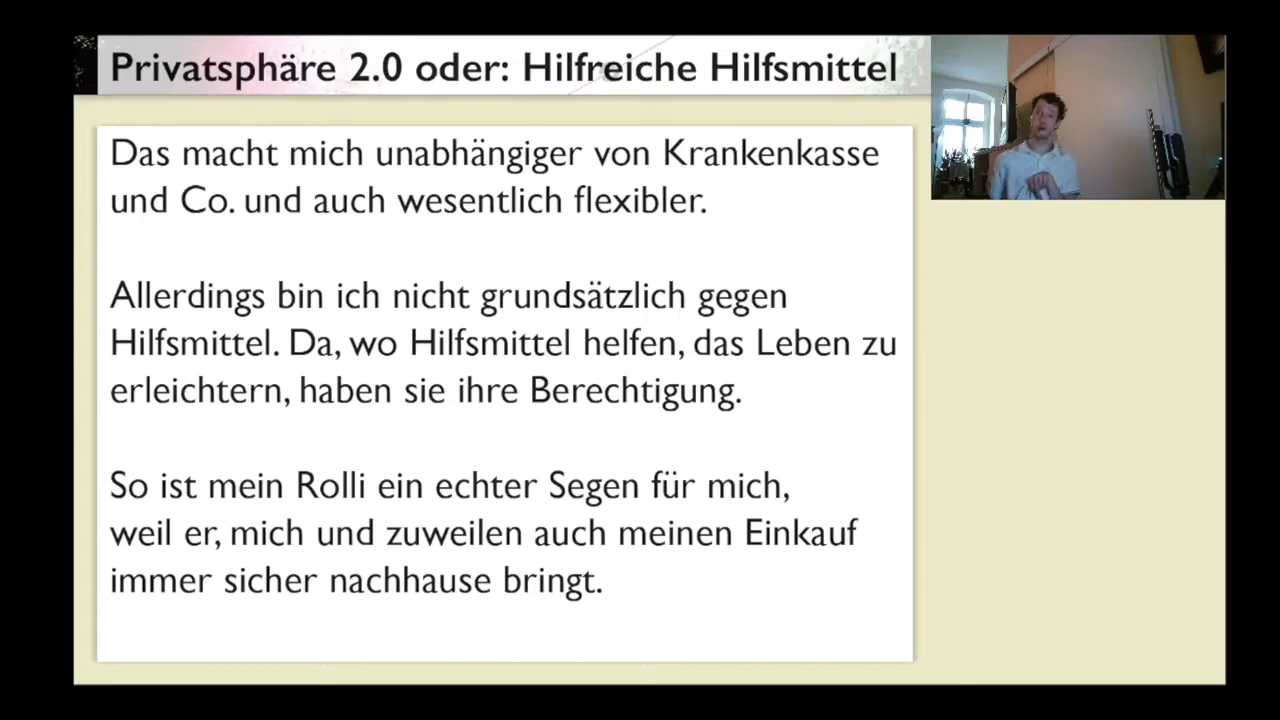 Privatsphäre 2.0 oder: Hilfreiche Hilfsmittel
Das macht mich unabhängiger von Krankenkasse
und Co. und auch wesentlich flexibler.
Allerdings bin ich nicht grundsätzlich gegen
Hilfsmittel. Da, wo Hilfsmittel helfen, das Leben zu
erleichtern, haben sie ihre Berechtigung.
So ist mein Rolli ein echter Segen für mich,
weil er, mich und zuweilen auch meinen Einkauf
immer sicher nachhause bringt.